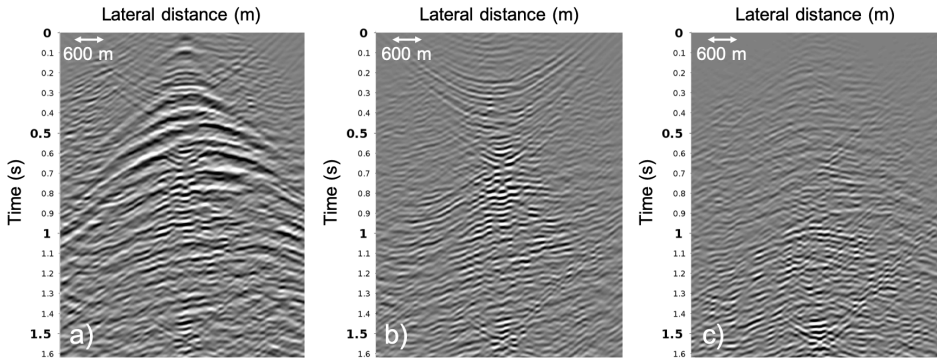 Lateral distance (m) Lateral distance (m) Lateral distance (m)
0 0 0
600 m 600 m 600 m
0.1 0.1 0.1
0.2 0.2 0.2
0.3 0.3 0.3
0.4 0.4 0.4
0.5 0.5 0.5
0.6 0.6 0.6
0.7 0.7 0.7
Time (s) Time (s) Time (s)
0.8 0.8 0.8
0.9 0.9 0.9
1 1 1
1.1 1.1 1.1
1.2 1.2 1.2
1.3 1.3 1.3
1.4 1.4 1.4
1.5 1.5 1.5
a) b) c)
1.6 1.6 1.6